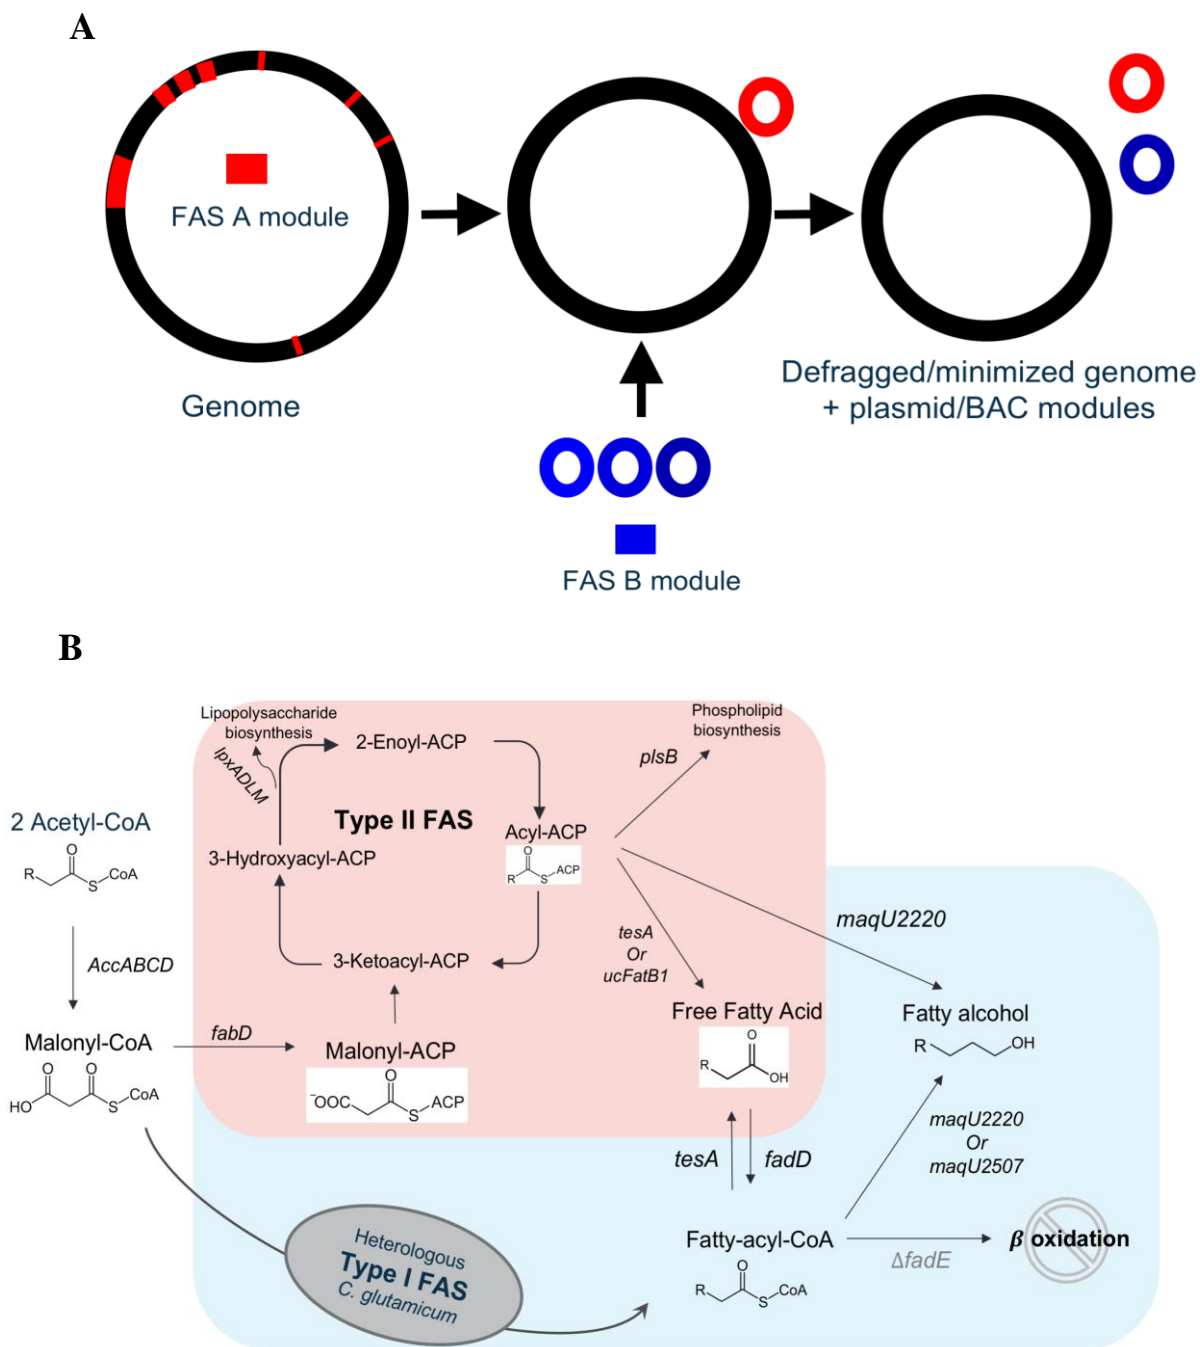 A
FAS A module
Genome
Defragged/minimized genome
+ plasmid/BAC modules
FAS B module
B
Lipopolysaccharide
biosynthesis
lpxADLM
2-Enoyl-ACP
Phospholipid
biosynthesis
plsB
2 Acetyl-CoA
R
O
S
CoA
Type II FAS
Acyl-ACP
O
R
S
ACP
3-Hydroxyacyl-ACP
AccABCD
3-Ketoacyl-ACP
tesA
Or
ucFatB1
maqU2220
Malonyl-CoA
O
O
HO
S
CoA
fabD
Malonyl-ACP
O
⁻OOC
S
ACP
Free Fatty Acid
O
R
OH
Fatty alcohol
R
OH
tesA
fadD
maqU2220
Or
maqU2507
Heterologous
Type I FAS
C. glutamicum
Fatty-acyl-CoA
O
R
S
CoA
ΔfadE
β oxidation